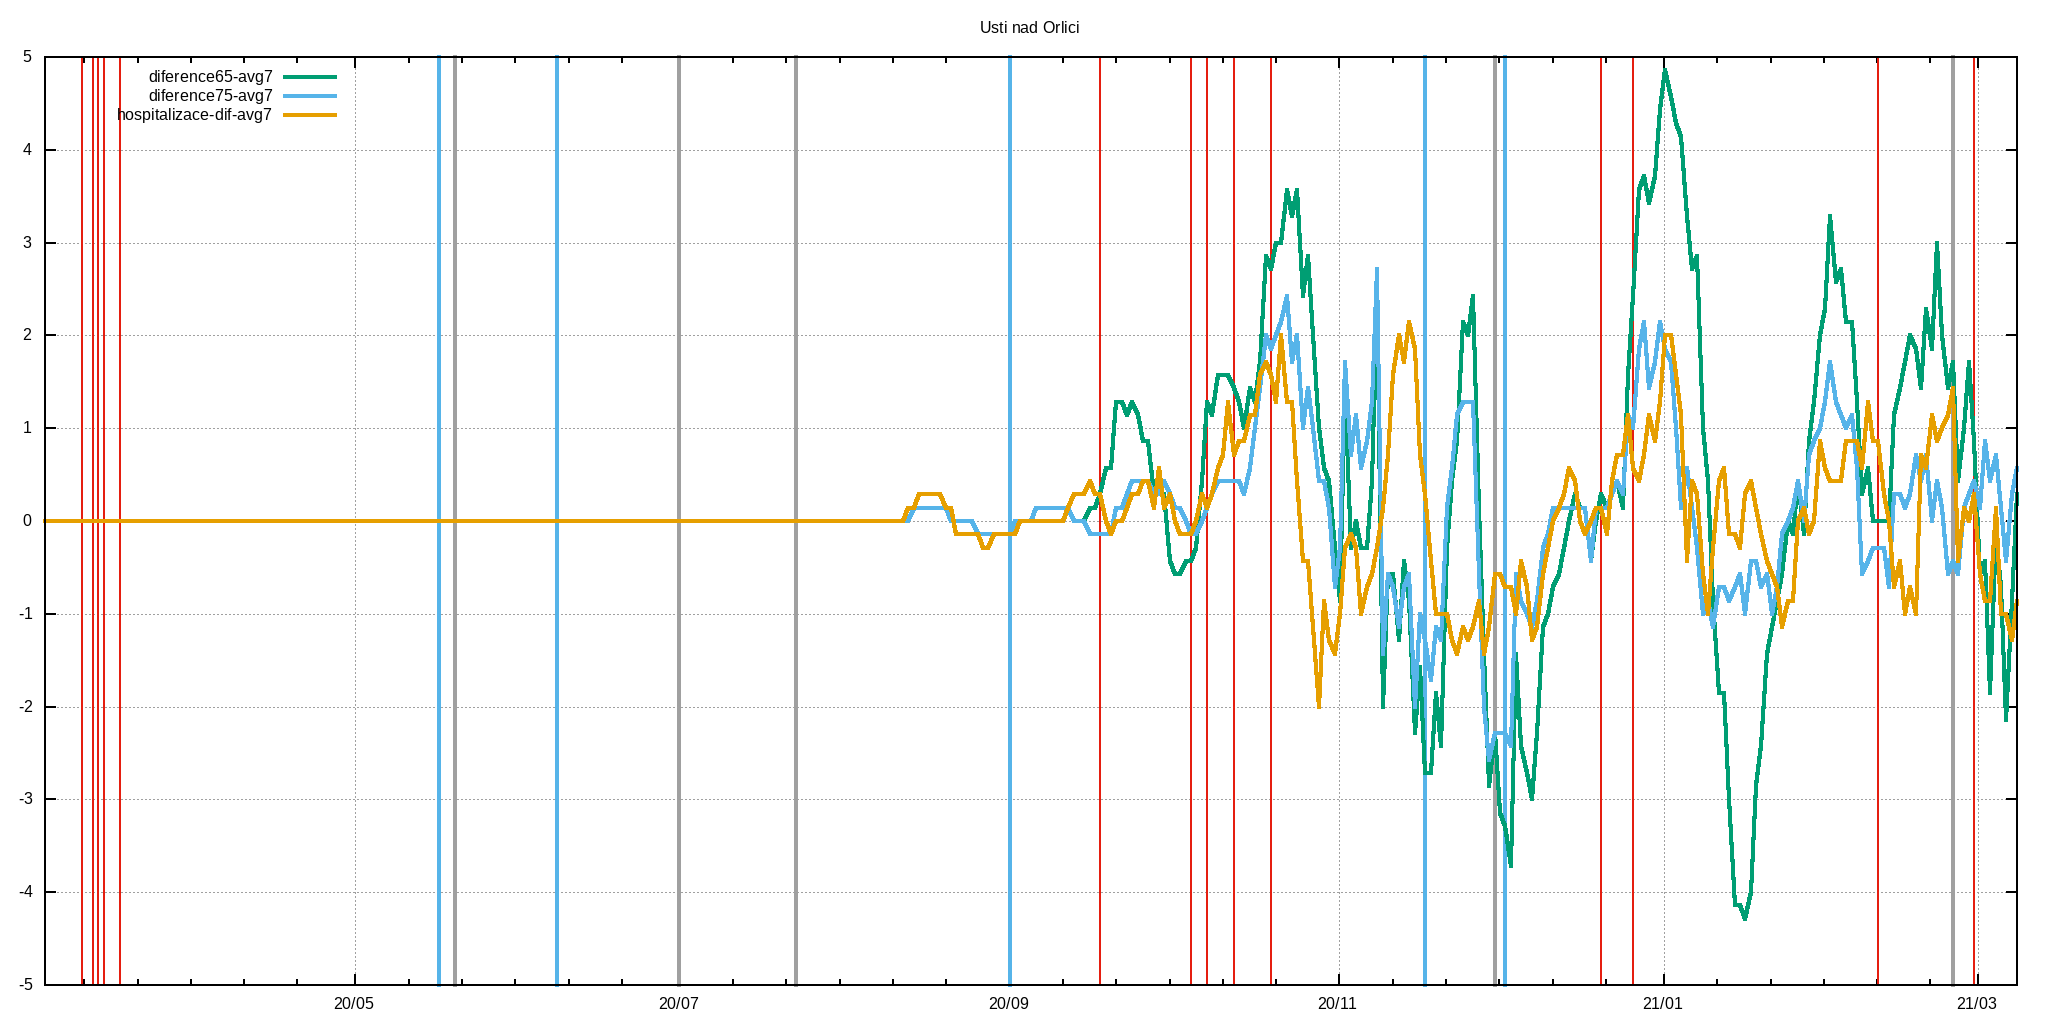 Usti nad Orlici
diference65-avg7
diference75-avg7
hospitalizace-dif-avg7
5
4
3
2
1
0
-1
-2
-3
-4
-5
20/05 20/07 20/09 20/11 21/01 21/03